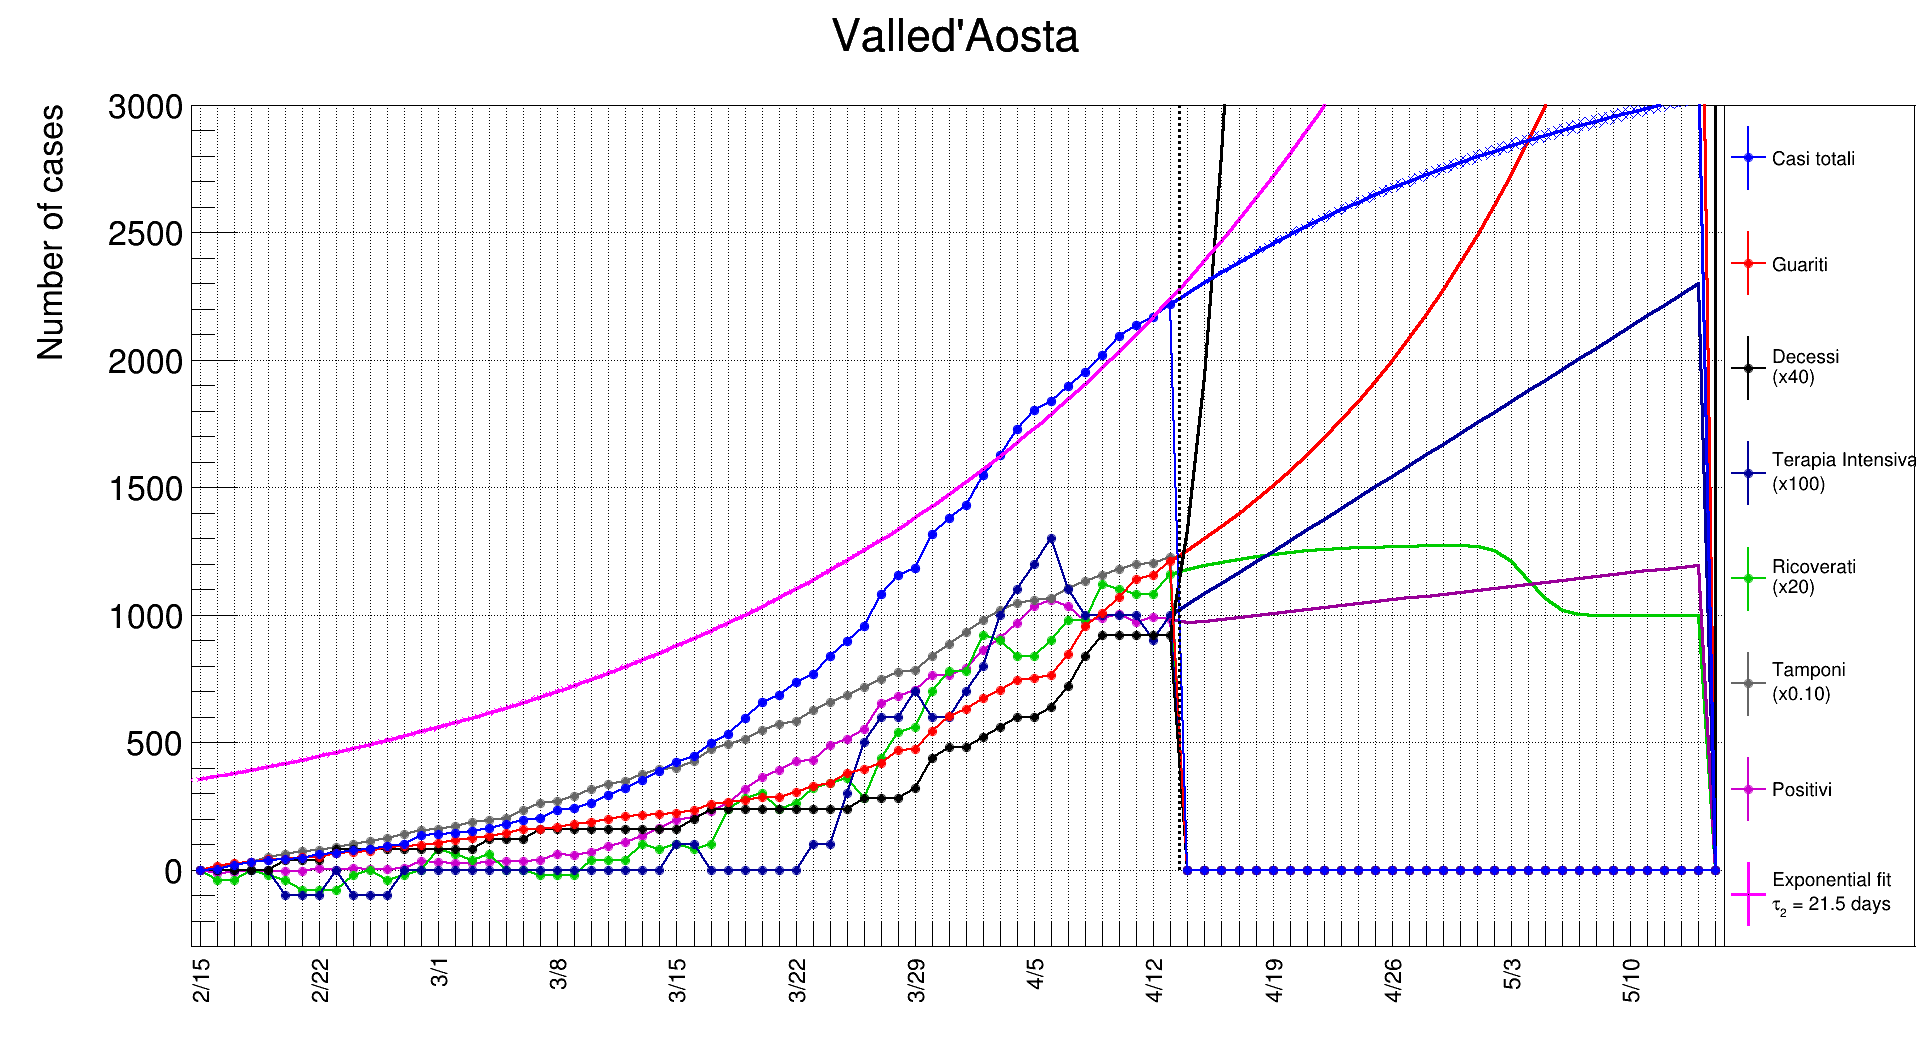 Valled'Aosta
Number of cases
3000
2500
2000
1500
1000
500
0
2/15
2/22
3/1
3/8
3/15
3/22
3/29
4/5
4/12
4/19
4/26
5/3
5/10
Casi totali
Guariti
Decessi
(x40)
Terapia Intensiva
(x100)
Ricoverati
(x20)
Tamponi
(x0.10)
Positivi
Exponential fit
τ2 = 21.5 days